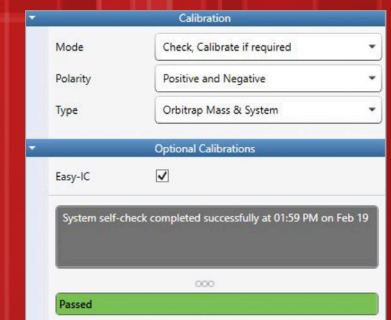 Calibration
Mode Check, Calibrate if required
Polarity Positive and Negative
Type Orbitrap Mass & System
Optional Calibrations
Easy-IC
System self-check completed successfully at 01:59 PM on Feb 19
Passed